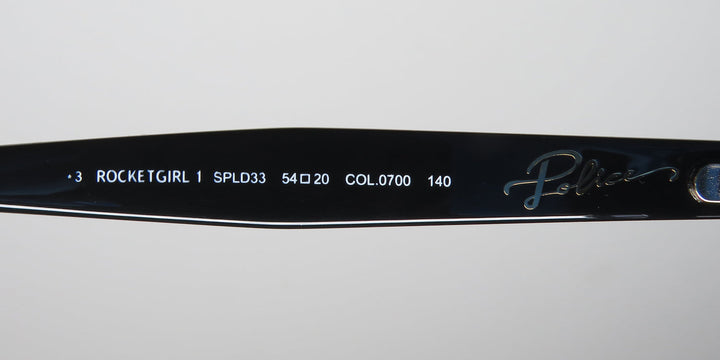 * 3 ROCKETGIRL 1 SPLD33 54□20 COL.0700 140 Police